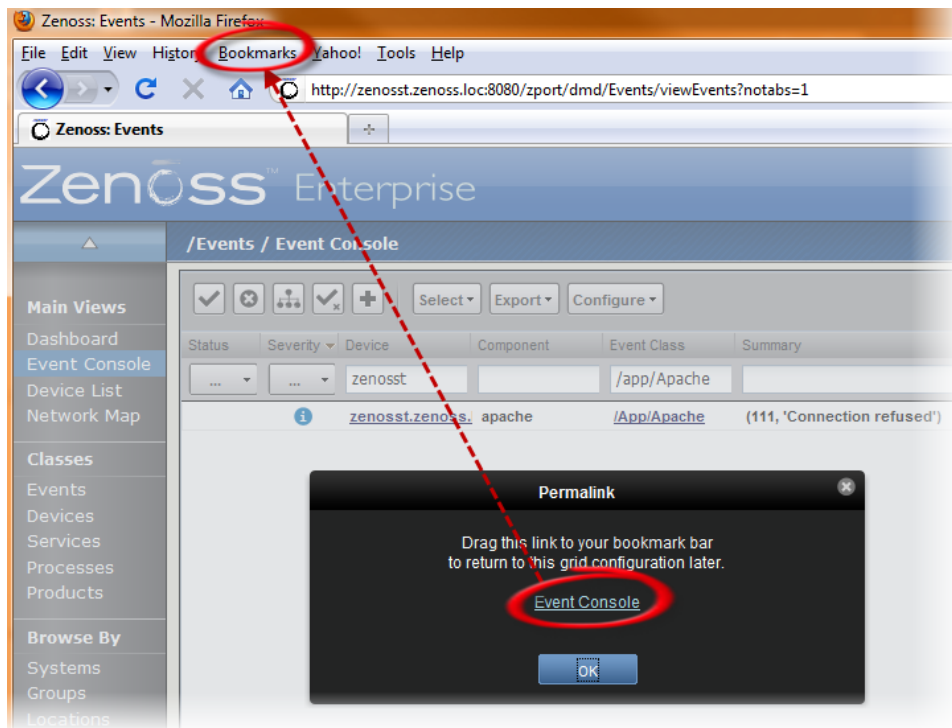 Zenoss: Events - Mozilla Firefox
File Edit View History Bookmarks Yahoo! Tools Help
http://zenosst.zenoss.loc:8080/zport/dmd/Events/viewEvents?notabs=1
Zenoss: Events
Zenoss™ Enterprise
/Events / Event Console
Select Export Configure
Main Views
Dashboard
Event Console
Device List
Network Map
Classes
Events
Devices
Services
Processes
Products
Browse By
Systems
Groups
Locations
Status Severity Device Component Event Class Summary
... ... zenosst /app/Apache
zenosst.zenoss. apache /App/Apache (111, 'Connection refused')
Permalink
Drag this link to your bookmark bar
to return to this grid configuration later.
Event Console
OK